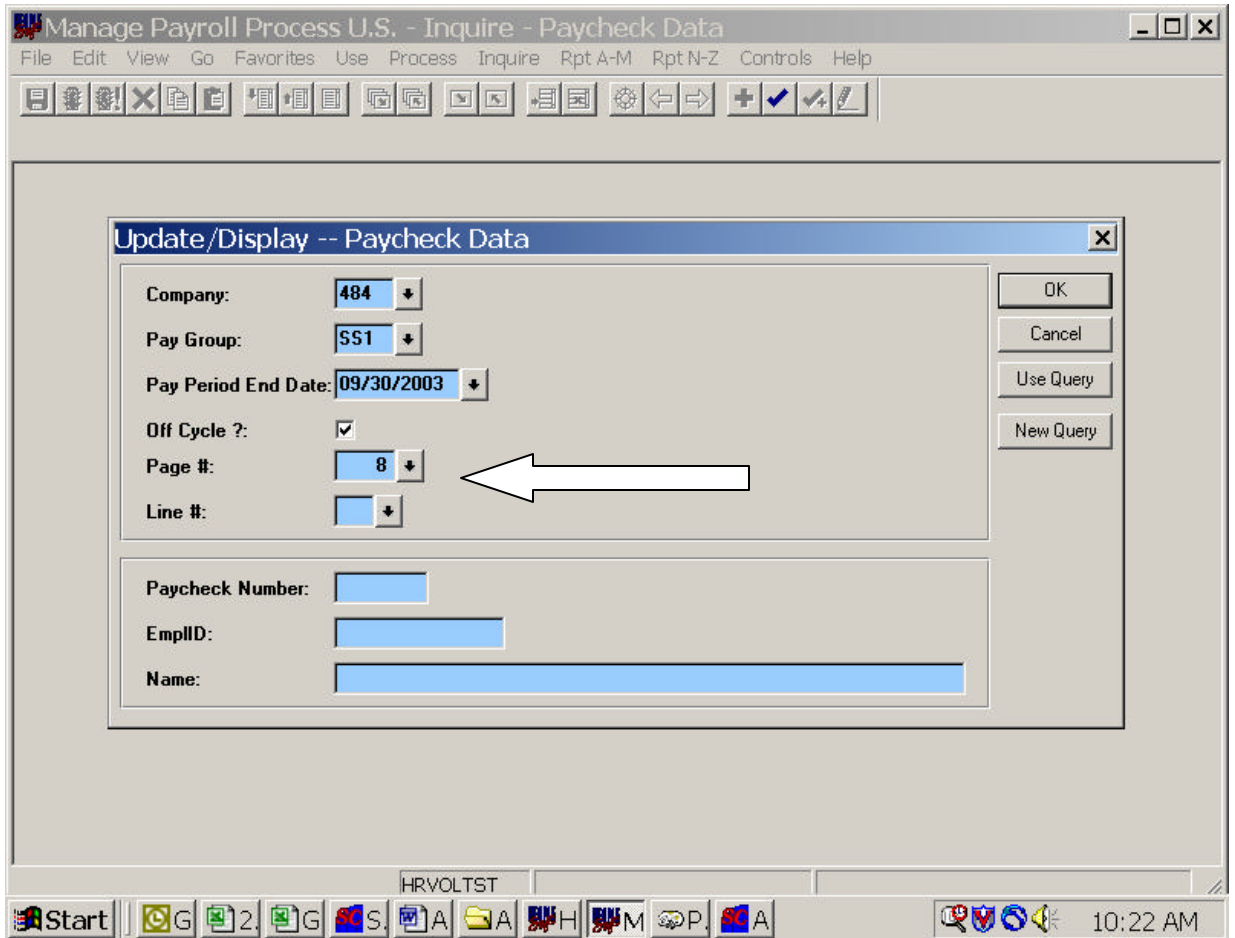 Manage Payroll Process U.S. - Inquire - Paycheck Data
File Edit View Go Favorites Use Process Inquire Rpt A-M Rpt N-Z Controls Help
Update/Display -- Paycheck Data
Company: 484
OK
Pay Group: SS1
Cancel
Pay Period End Date: 09/30/2003
Use Query
Off Cycle ?:
New Query
Page #: 8
Line #:
Paycheck Number:
EmplID:
Name:
HRVOLTST
Start G 2. G S. A A H M P. A 10:22 AM